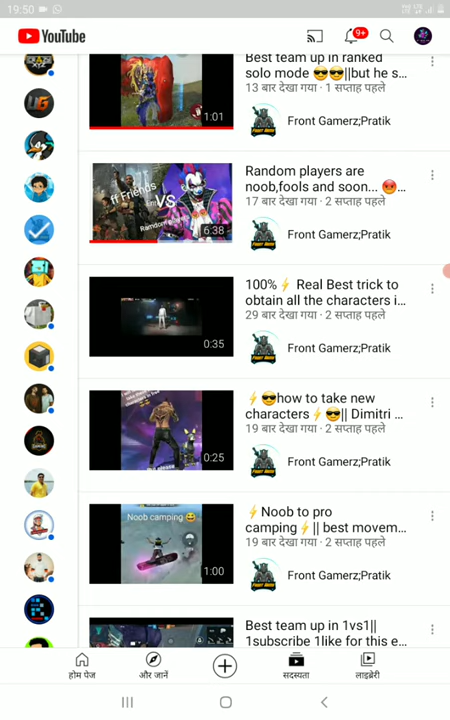 19:50
YouTube
9+
Best team up in ranked
solo mode 😎😎||but he s...
13 बार देखा गया · 1 सप्ताह पहले
1:01
Front Gamerz;Pratik
Random players are
noob,fools and soon... 😡...
17 बार देखा गया · 2 सप्ताह पहले
ff Friends
VS
6:38
Front Gamerz;Pratik
100%⚡ Real Best trick to
obtain all the characters i...
29 बार देखा गया · 2 सप्ताह पहले
0:35
Front Gamerz;Pratik
⚡😎how to take new
characters⚡😎|| Dimitri ...
19 बार देखा गया · 2 सप्ताह पहले
0:25
Front Gamerz;Pratik
⚡Noob to pro
camping⚡|| best movem...
19 बार देखा गया · 2 सप्ताह पहले
Noob camping 😆
1:00
Front Gamerz;Pratik
Best team up in 1vs1||
1subscribe 1like for this e...
होम पेज
और जानें
सदस्यता
लाइब्रेरी